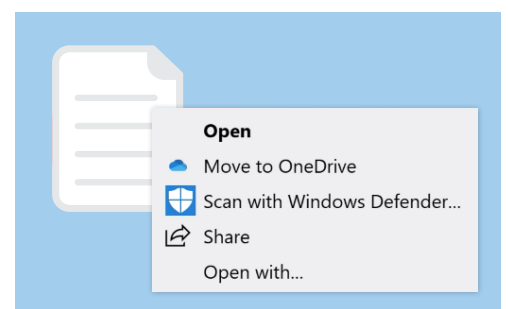 Open
Move to OneDrive
Scan with Windows Defender...
Share
Open with...